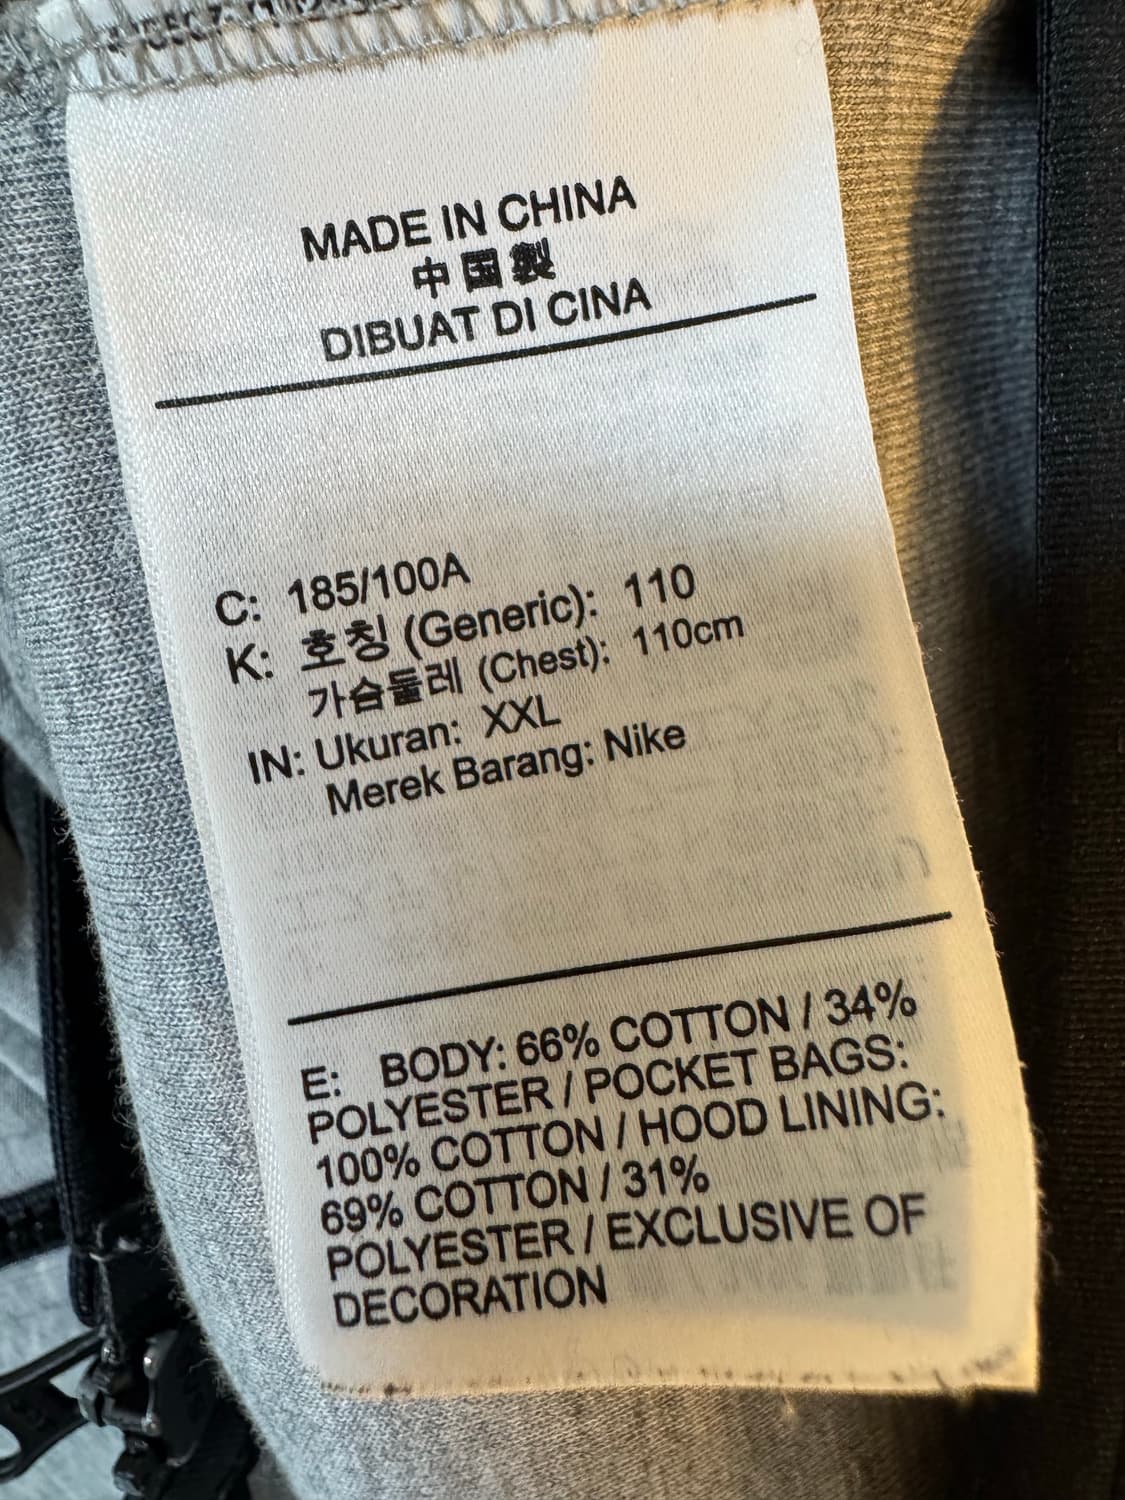 MADE IN CHINA
中国製
DIBUAT DI CINA
C: 185/100A
K: 호칭 (Generic): 110
가슴둘레 (Chest): 110cm
IN: Ukuran: XXL
Merek Barang: Nike
E: BODY: 66% COTTON / 34%
POLYESTER / POCKET BAGS:
100% COTTON / HOOD LINING:
69% COTTON / 31%
POLYESTER / EXCLUSIVE OF
DECORATION